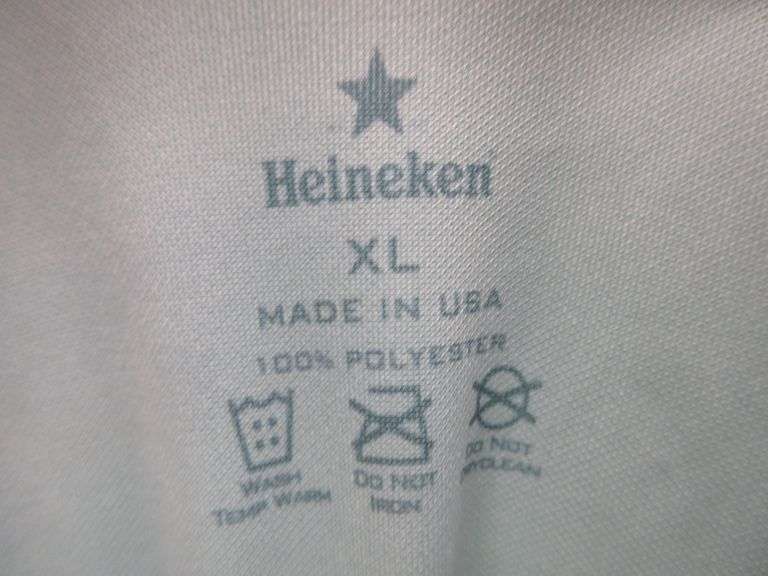 Heineken
XL
MADE IN USA
100% POLYESTER
WASH
TEMP WARM
DO NOT
IRON
DO NOT
DRYCLEAN